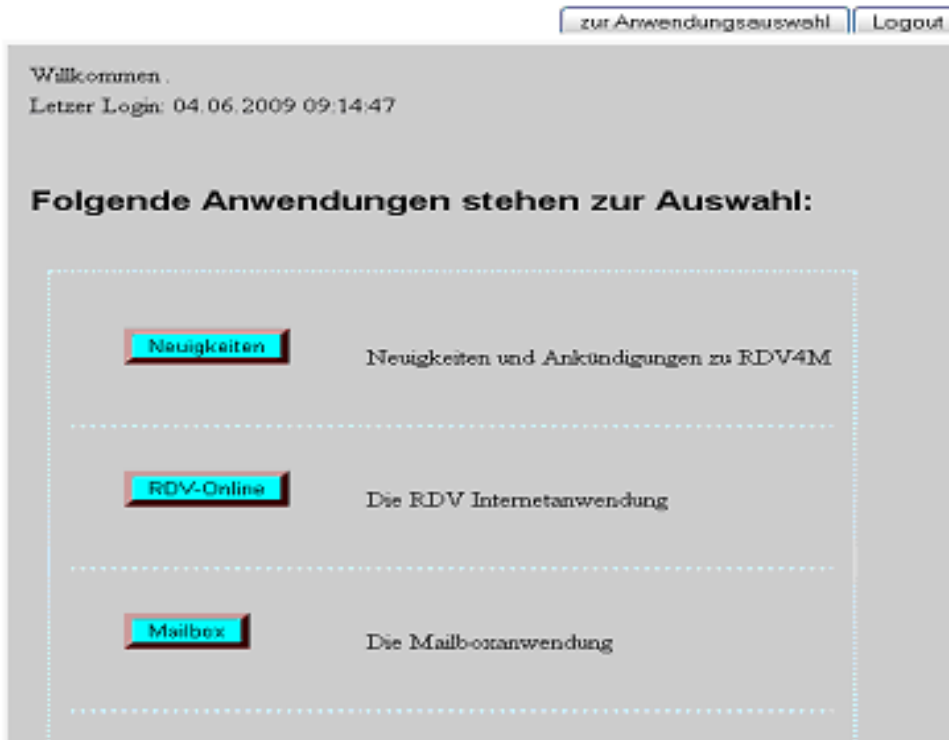 zur Anwendungsauswahl Logout
Willkommen .
Letzer Login: 04.06.2009 09:14:47
Folgende Anwendungen stehen zur Auswahl:
Neuigkeiten Neuigkeiten und Ankündigungen zu RDV4M
RDV-Online Die RDV Internetanwendung
Mailbox Die Mailboxanwendung